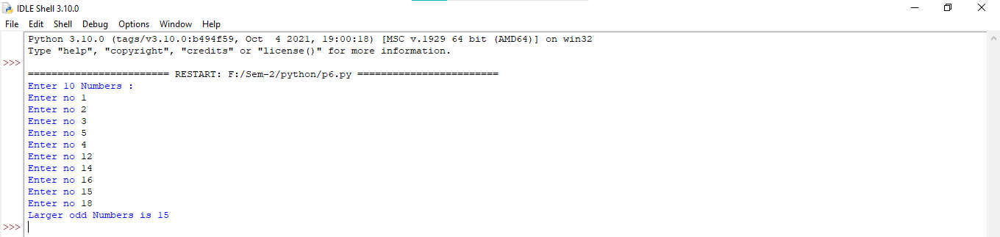 IDLE Shell 3.10.0
File Edit Shell Debug Options Window Help
Python 3.10.0 (tags/v3.10.0:b494f59, Oct  4 2021, 19:00:18) [MSC v.1929 64 bit (AMD64)] on win32
Type "help", "copyright", "credits" or "license()" for more information.
>>>
======================== RESTART: F:/Sem-2/python/p6.py ========================
Enter 10 Numbers :
Enter no 1
Enter no 2
Enter no 3
Enter no 5
Enter no 4
Enter no 12
Enter no 14
Enter no 16
Enter no 15
Enter no 18
Larger odd Numbers is 15
>>>